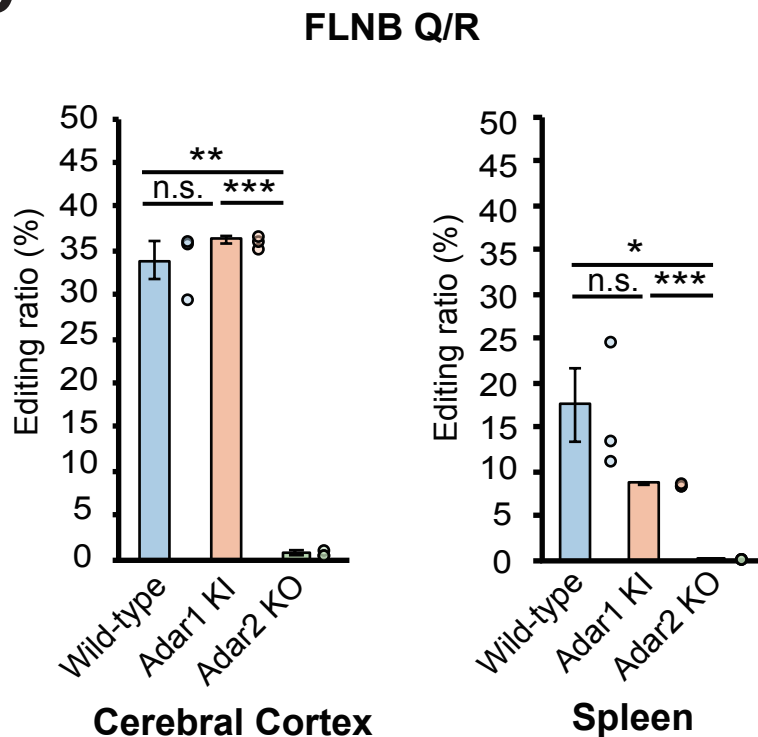 FLNB Q/R
Editing ratio (%)
50
45
40
35
30
25
20
15
10
5
0
**
n.s.
***
Wild-type
Adar1 KI
Adar2 KO
Cerebral Cortex
Editing ratio (%)
50
45
40
35
30
25
20
15
10
5
0
*
n.s.
***
Wild-type
Adar1 KI
Adar2 KO
Spleen